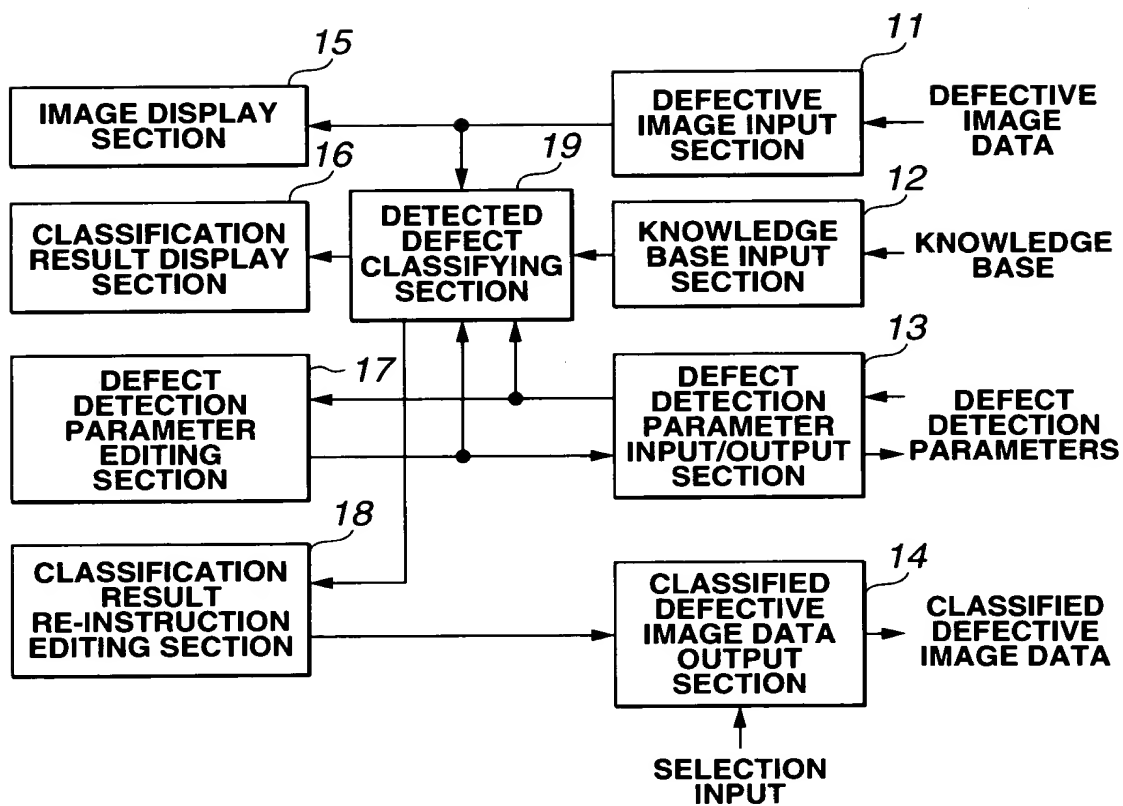 15
IMAGE DISPLAY
SECTION
11
DEFECTIVE
IMAGE INPUT
SECTION
DEFECTIVE
IMAGE
DATA
16
CLASSIFICATION
RESULT DISPLAY
SECTION
19
DETECTED
DEFECT
CLASSIFYING
SECTION
12
KNOWLEDGE
BASE INPUT
SECTION
KNOWLEDGE
BASE
17
DEFECT
DETECTION
PARAMETER
EDITING
SECTION
13
DEFECT
DETECTION
PARAMETER
INPUT/OUTPUT
SECTION
DEFECT
DETECTION
PARAMETERS
18
CLASSIFICATION
RESULT
RE-INSTRUCTION
EDITING SECTION
14
CLASSIFIED
DEFECTIVE
IMAGE DATA
OUTPUT
SECTION
CLASSIFIED
DEFECTIVE
IMAGE DATA
SELECTION
INPUT